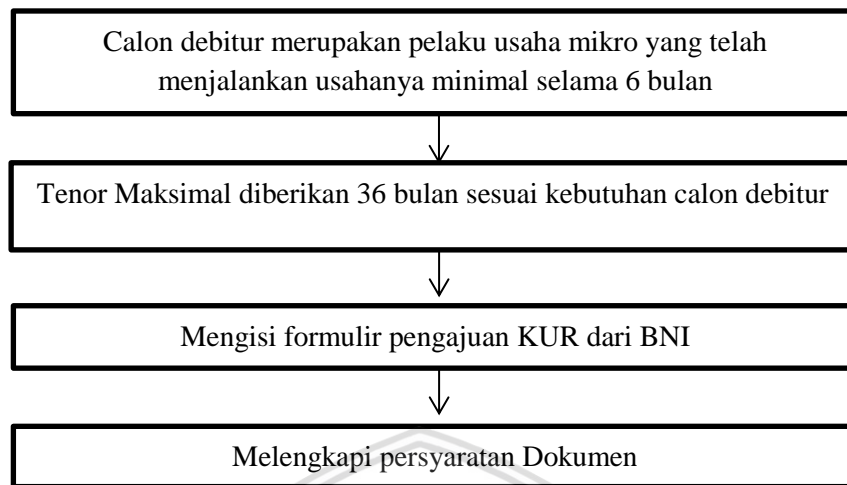 Calon debitur merupakan pelaku usaha mikro yang telah
menjalankan usahanya minimal selama 6 bulan
Tenor Maksimal diberikan 36 bulan sesuai kebutuhan calon debitur
Mengisi formulir pengajuan KUR dari BNI
Melengkapi persyaratan Dokumen